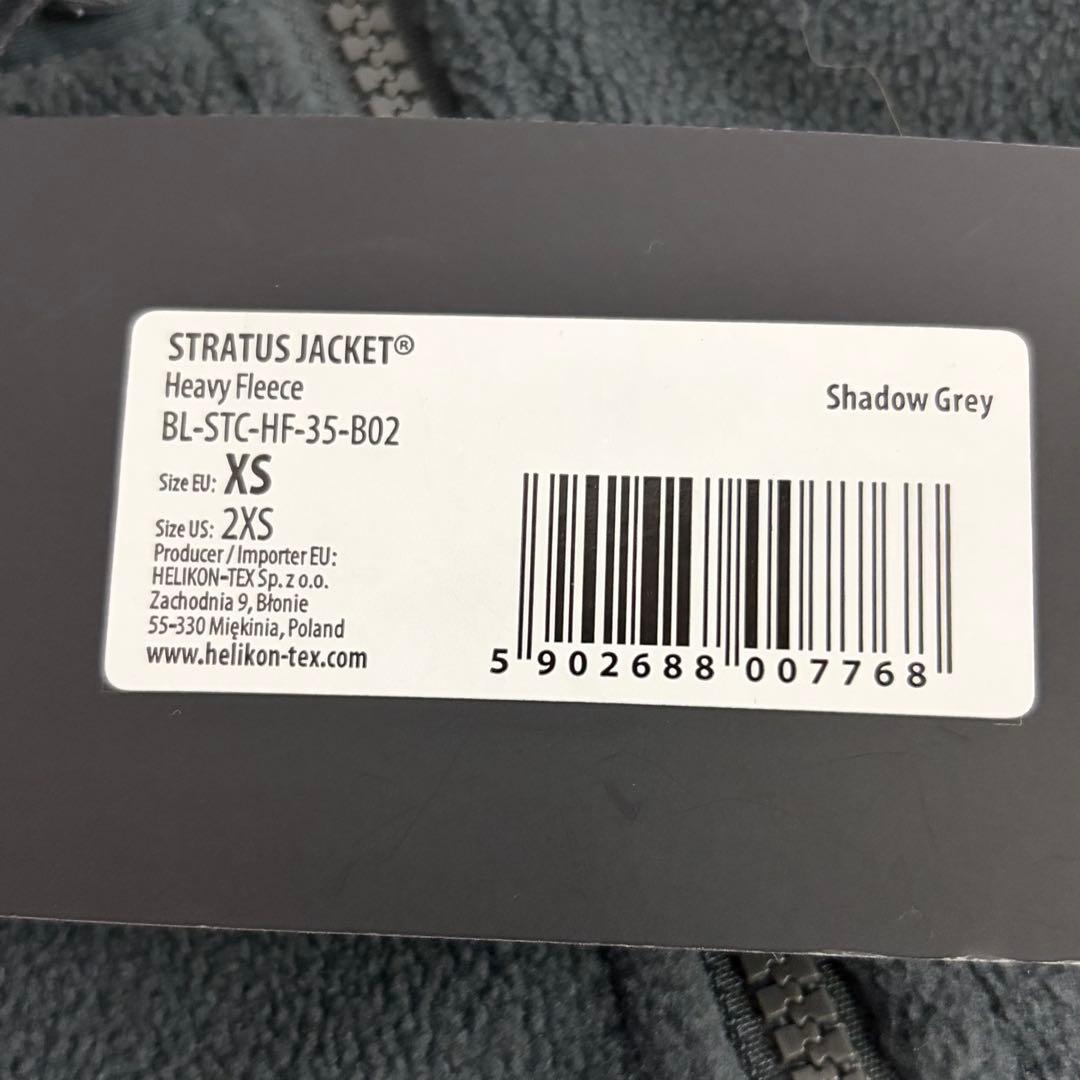 STRATUS JACKET®
Heavy Fleece
BL-STC-HF-35-B02
Shadow Grey
Size EU: XS
Size US: 2XS
Producer / Importer EU:
HELIKON-TEX Sp. z o.o.
Zachodnia 9, Błonie
55-330 Miękinia, Poland
www.helikon-tex.com
5 902688 007768